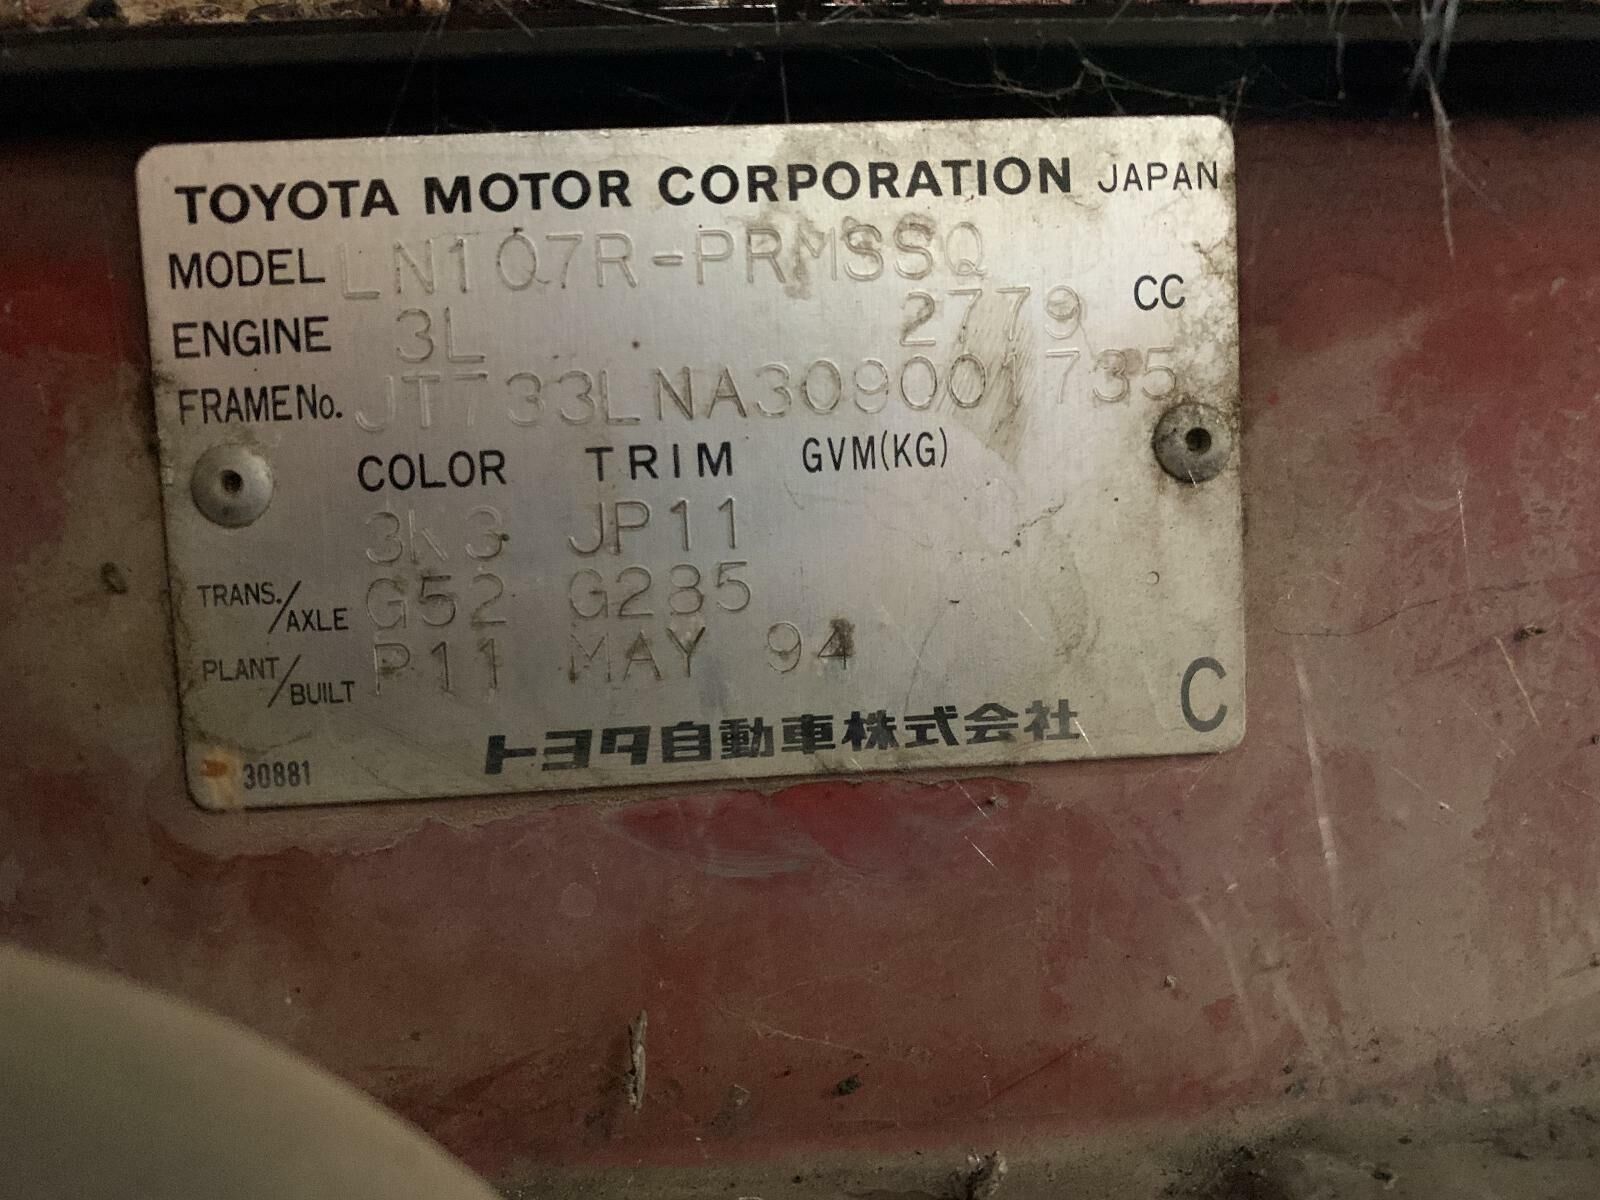 TOYOTA MOTOR CORPORATION JAPAN
MODEL LN107R-PRMSSQ
ENGINE 3L 2779 CC
FRAME No. JT733LNA309001735
COLOR TRIM GVM(KG)
3K3 JP11
TRANS./AXLE G52 G285
PLANT/BUILT P11 MAY 94
トヨタ自動車株式会社 C
30881